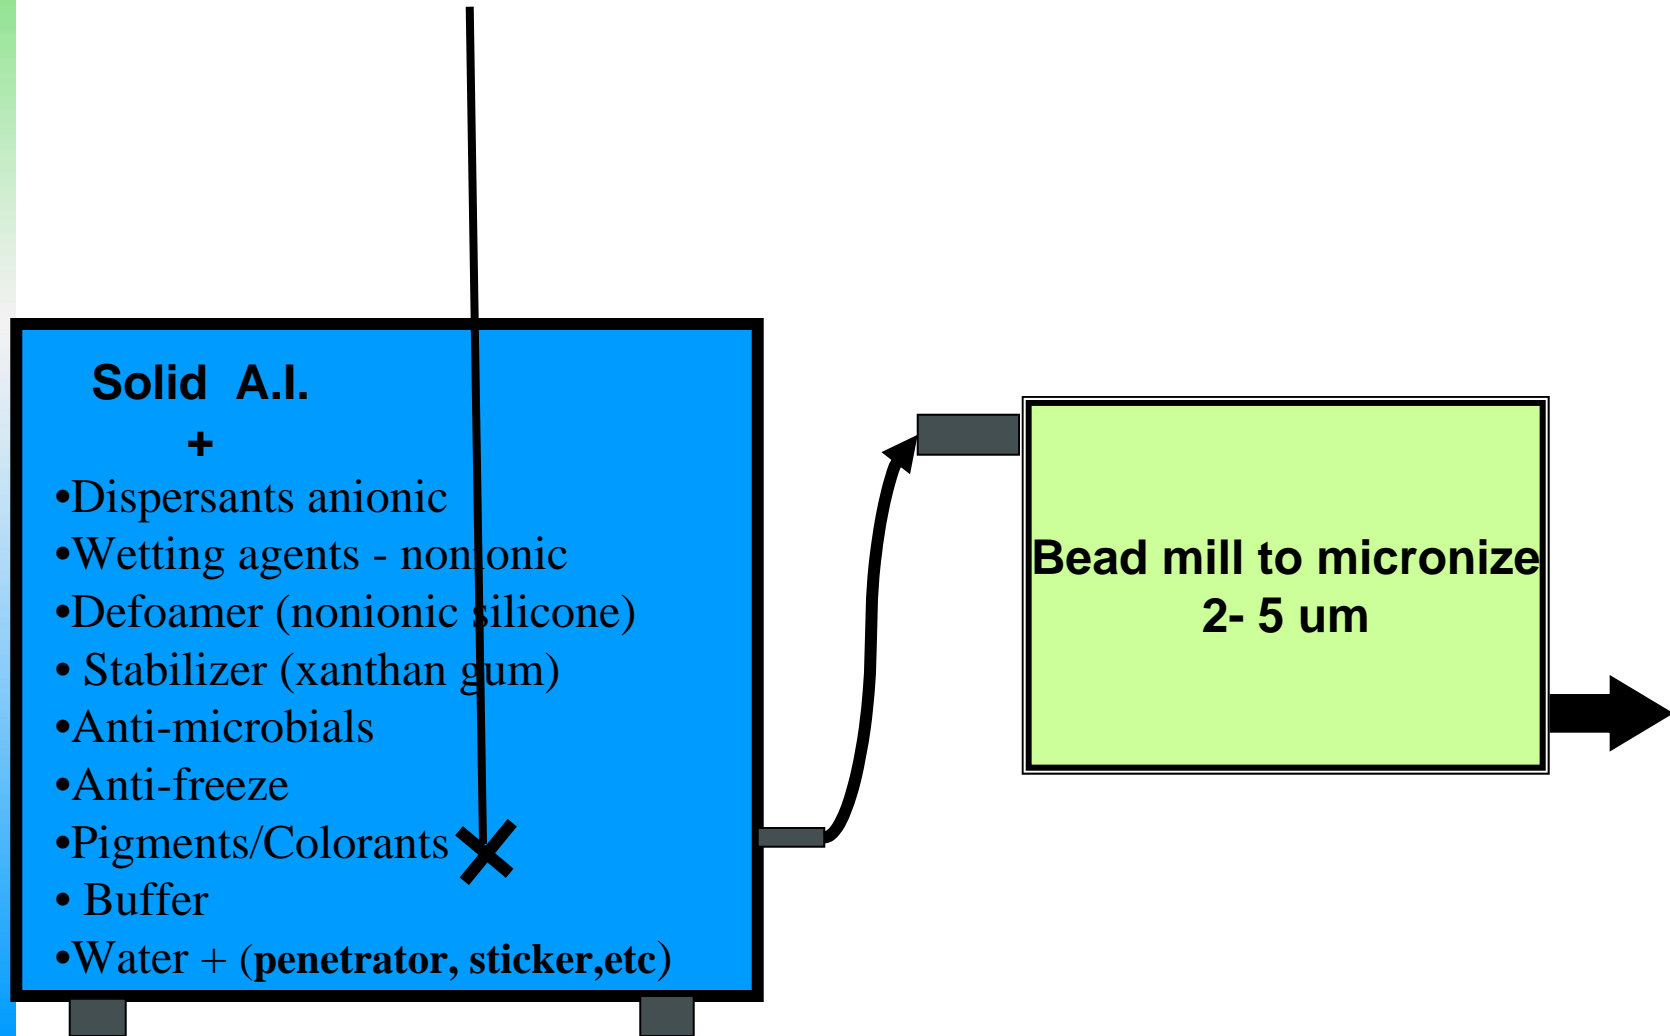 Solid A.I.
+
•Dispersants anionic
•Wetting agents - nonionic
•Defoamer (nonionic silicone)
• Stabilizer (xanthan gum)
•Anti-microbials
•Anti-freeze
•Pigments/Colorants
• Buffer
•Water + (penetrator, sticker,etc)
Bead mill to micronize
2- 5 um